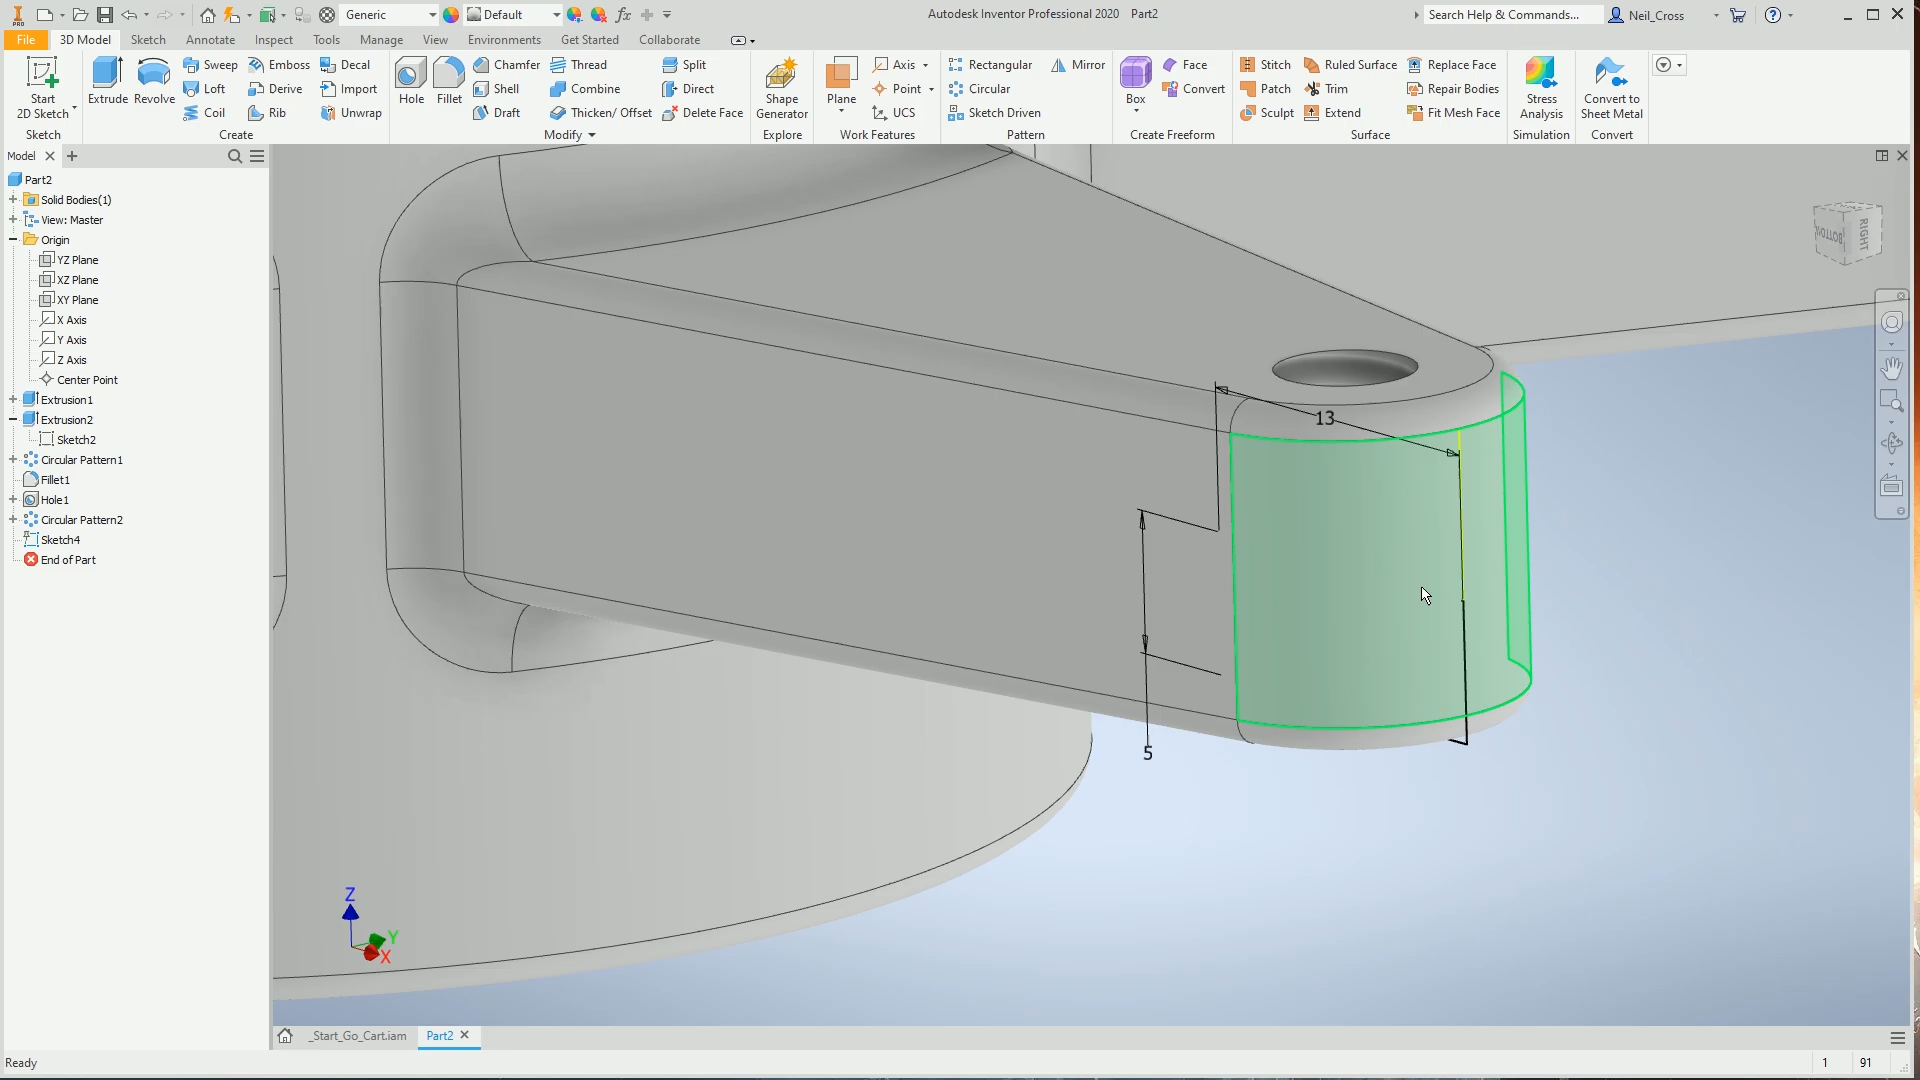 PRO Generic Default fx Autodesk Inventor Professional 2020 Part2 Search Help & Commands... Neil_Cross
File 3D Model Sketch Annotate Inspect Tools Manage View Environments Get Started Collaborate
Start 2D Sketch
Sketch
Extrude Revolve Sweep Emboss Decal
Loft Derive Import
Coil Rib Unwrap
Create
Hole Fillet Chamfer Thread Split
Shell Combine Direct
Draft Thicken/ Offset Delete Face
Modify
Shape Generator
Explore
Plane Axis
Point
UCS
Work Features
Rectangular Mirror
Circular
Sketch Driven
Pattern
Box Face
Convert
Create Freeform
Stitch Ruled Surface Replace Face
Patch Trim Repair Bodies
Sculpt Extend Fit Mesh Face
Surface
Stress Analysis
Simulation
Convert to Sheet Metal
Convert
Model
Part2
Solid Bodies(1)
View: Master
Origin
YZ Plane
XZ Plane
XY Plane
X Axis
Y Axis
Z Axis
Center Point
Extrusion1
Extrusion2
Sketch2
Circular Pattern1
Fillet1
Hole1
Circular Pattern2
Sketch4
End of Part
BOTTOM RIGHT
13
5
Z
Y
X
_Start_Go_Cart.iam Part2
Ready 1 91